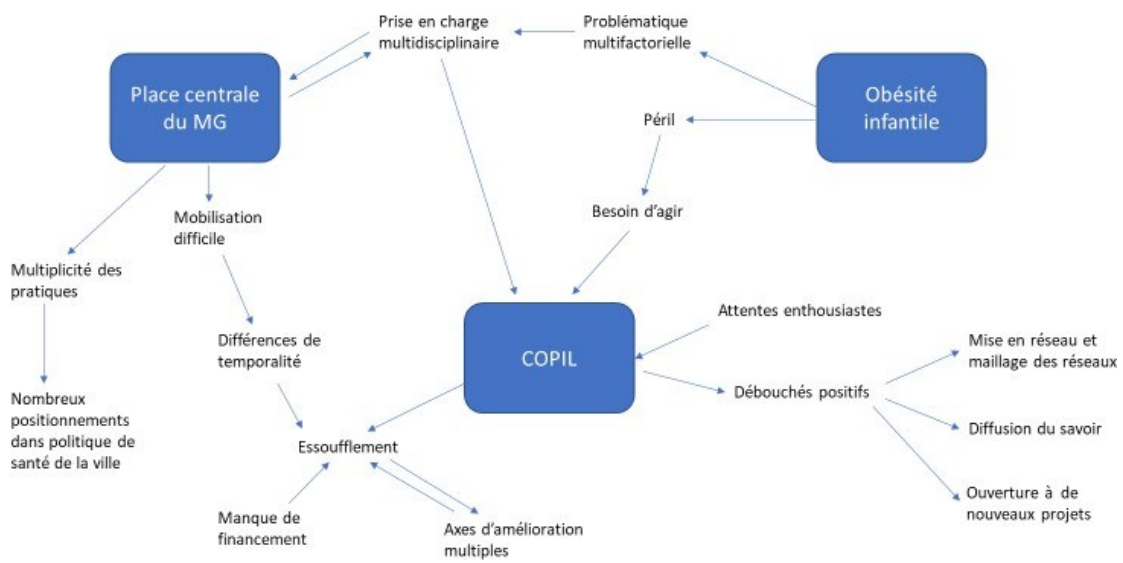 Prise en charge
multidisciplinaire
Problématique
multifactorielle
Place centrale
du MG
Obésité
infantile
Péril
Besoin d'agir
Mobilisation
difficile
Multiplicité des
pratiques
Différences de
temporalité
Nombreux
positionnements
dans politique de
santé de la ville
COPIL
Attentes enthousiastes
Débouchés positifs
Mise en réseau et
maillage des réseaux
Diffusion du savoir
Ouverture à de
nouveaux projets
Essoufflement
Manque de
financement
Axes d'amélioration
multiples